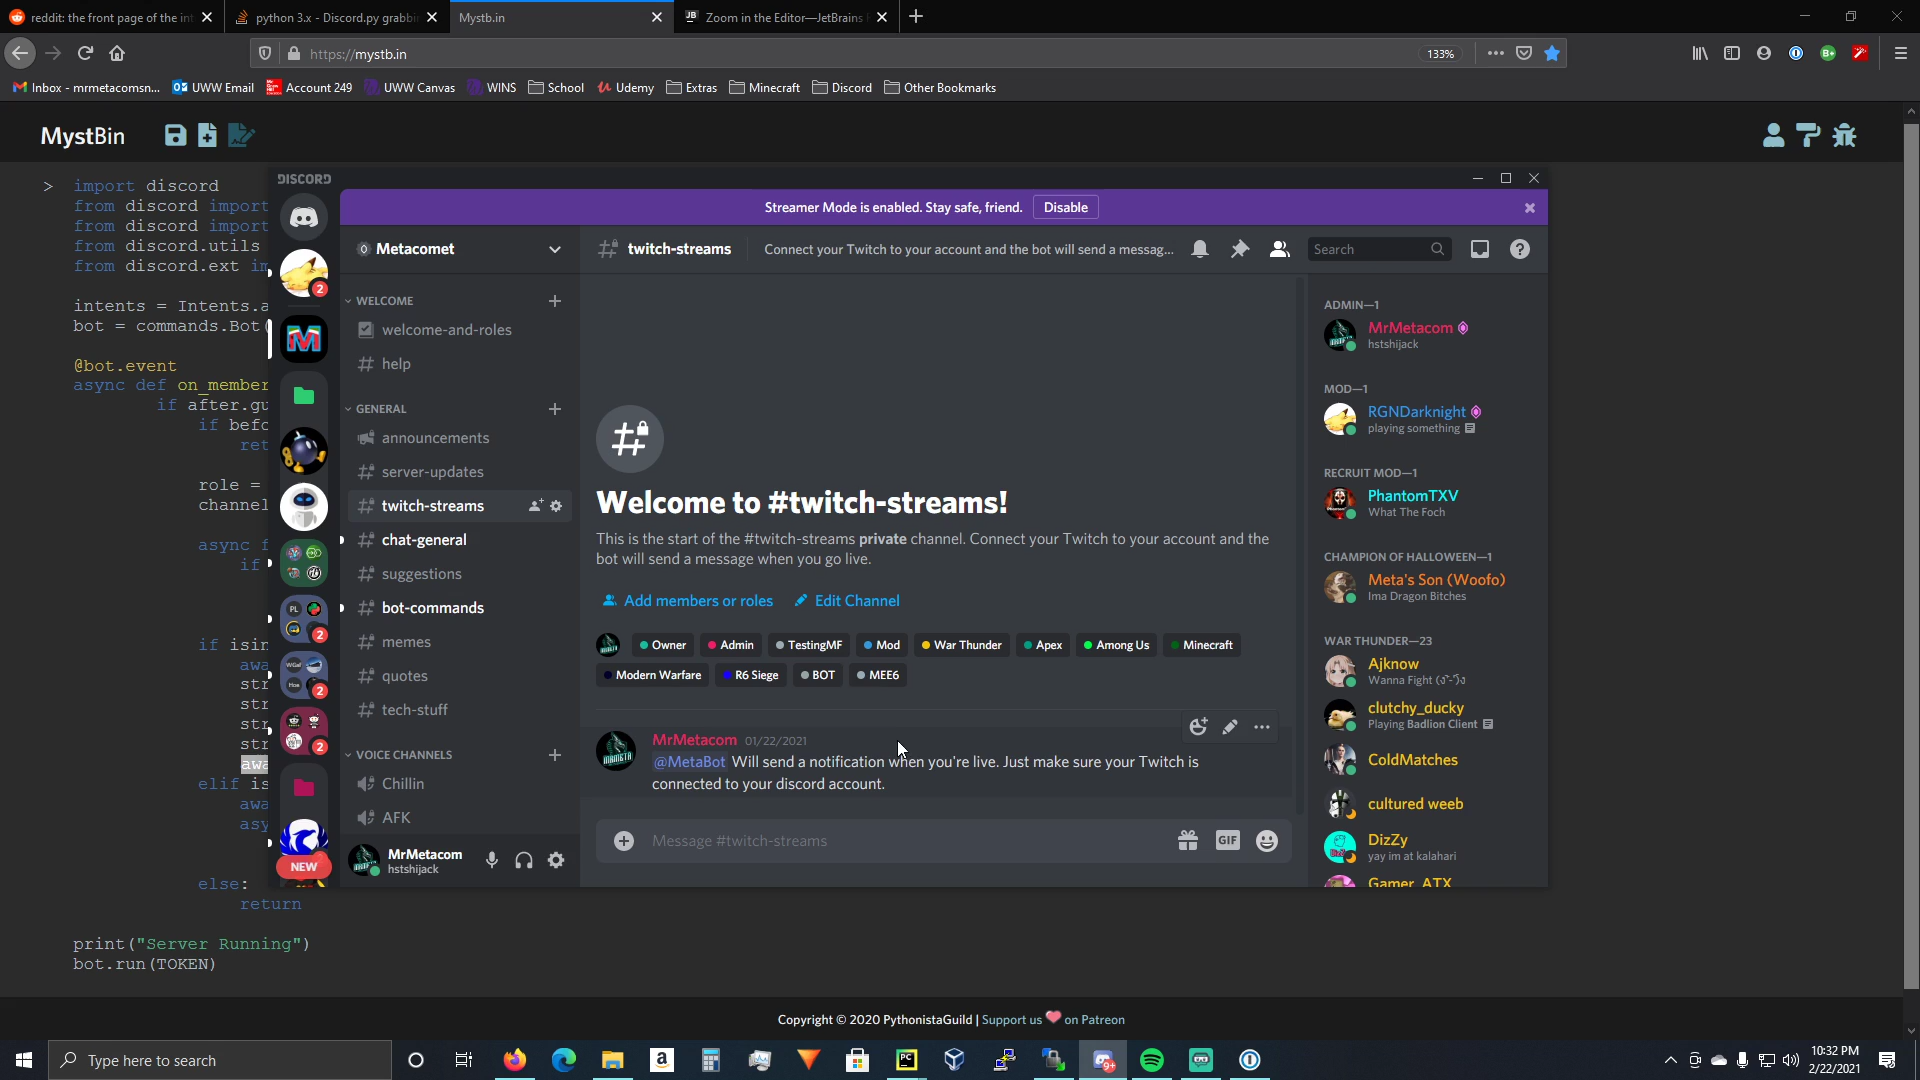 reddit: the front page of the int
python 3.x - Discord.py grabbin
Mystb.in
JB Zoom in the Editor—JetBrains
https://mystb.in
133%
Inbox - mrmetacomsn...
UWW Email
Account 249
UWW Canvas
WINS
School
Udemy
Extras
Minecraft
Discord
Other Bookmarks
MystBin
> import discord
from discord import
from discord import
from discord.utils
from discord.ext im
intents = Intents.a
bot = commands.Bot(
@bot.event
async def on_member
if after.gu
if befo
ret
role =
channel
async f
if
if isin
awa
str
str
str
str
awa
elif is
awa
asy
else:
return
print("Server Running")
bot.run(TOKEN)
DISCORD
Streamer Mode is enabled. Stay safe, friend.
Disable
Metacomet
twitch-streams
Connect your Twitch to your account and the bot will send a messag...
Search
WELCOME
welcome-and-roles
help
GENERAL
announcements
server-updates
twitch-streams
chat-general
suggestions
bot-commands
memes
quotes
tech-stuff
VOICE CHANNELS
Chillin
AFK
MrMetacom
hstshijack
2
2
2
2
NEW
Welcome to #twitch-streams!
This is the start of the #twitch-streams private channel. Connect your Twitch to your account and the
bot will send a message when you go live.
Add members or roles
Edit Channel
Owner
Admin
TestingMF
Mod
War Thunder
Apex
Among Us
Minecraft
Modern Warfare
R6 Siege
BOT
MEE6
MrMetacom 01/22/2021
@MetaBot Will send a notification when you're live. Just make sure your Twitch is
connected to your discord account.
Message #twitch-streams
GIF
ADMIN—1
MrMetacom
hstshijack
MOD—1
RGNDarknight
playing something
RECRUIT MOD—1
PhantomTXV
What The Foch
CHAMPION OF HALLOWEEN—1
Meta's Son (Woofo)
Ima Dragon Bitches
WAR THUNDER—23
Ajknow
Wanna Fight
clutchy_ducky
Playing Badlion Client
ColdMatches
cultured weeb
DizZy
yay im at kalahari
Gamer_ATX
Copyright © 2020 PythonistaGuild | Support us ❤ on Patreon
Type here to search
10:32 PM
2/22/2021